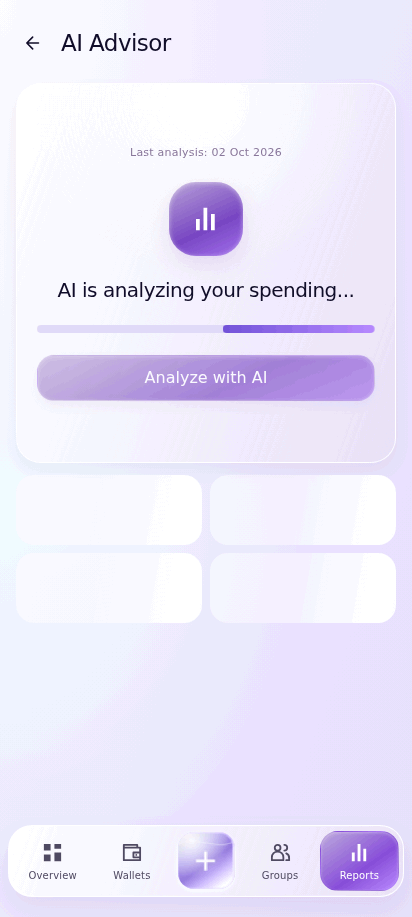 AI Advisor
Last analysis: 02 Oct 2026
AI is analyzing your spending...
Analyze with AI
Overview
Wallets
Groups
Reports